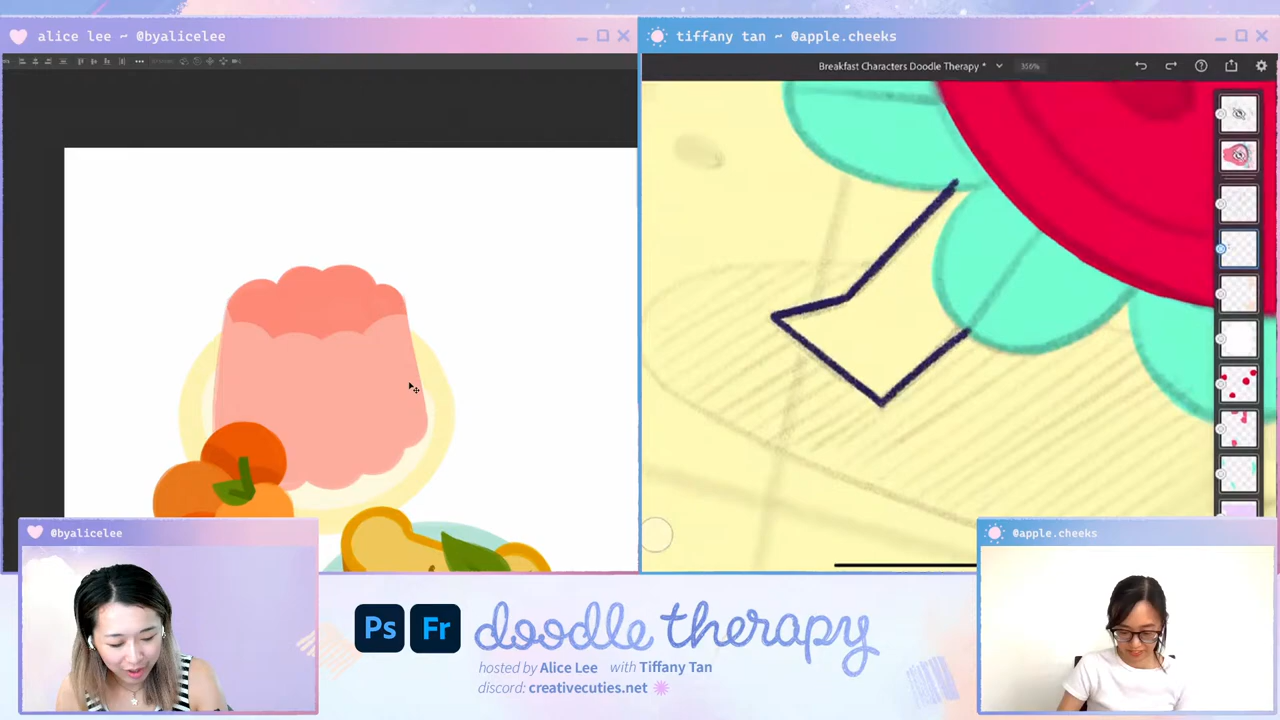 alice lee ~ @byalicelee
tiffany tan ~ @apple.cheeks
Breakfast Characters Doodle Therapy *
356%
@byalicelee
@apple.cheeks
Ps
Fr
doodle therapy
hosted by Alice Lee with Tiffany Tan
discord: creativecuties.net